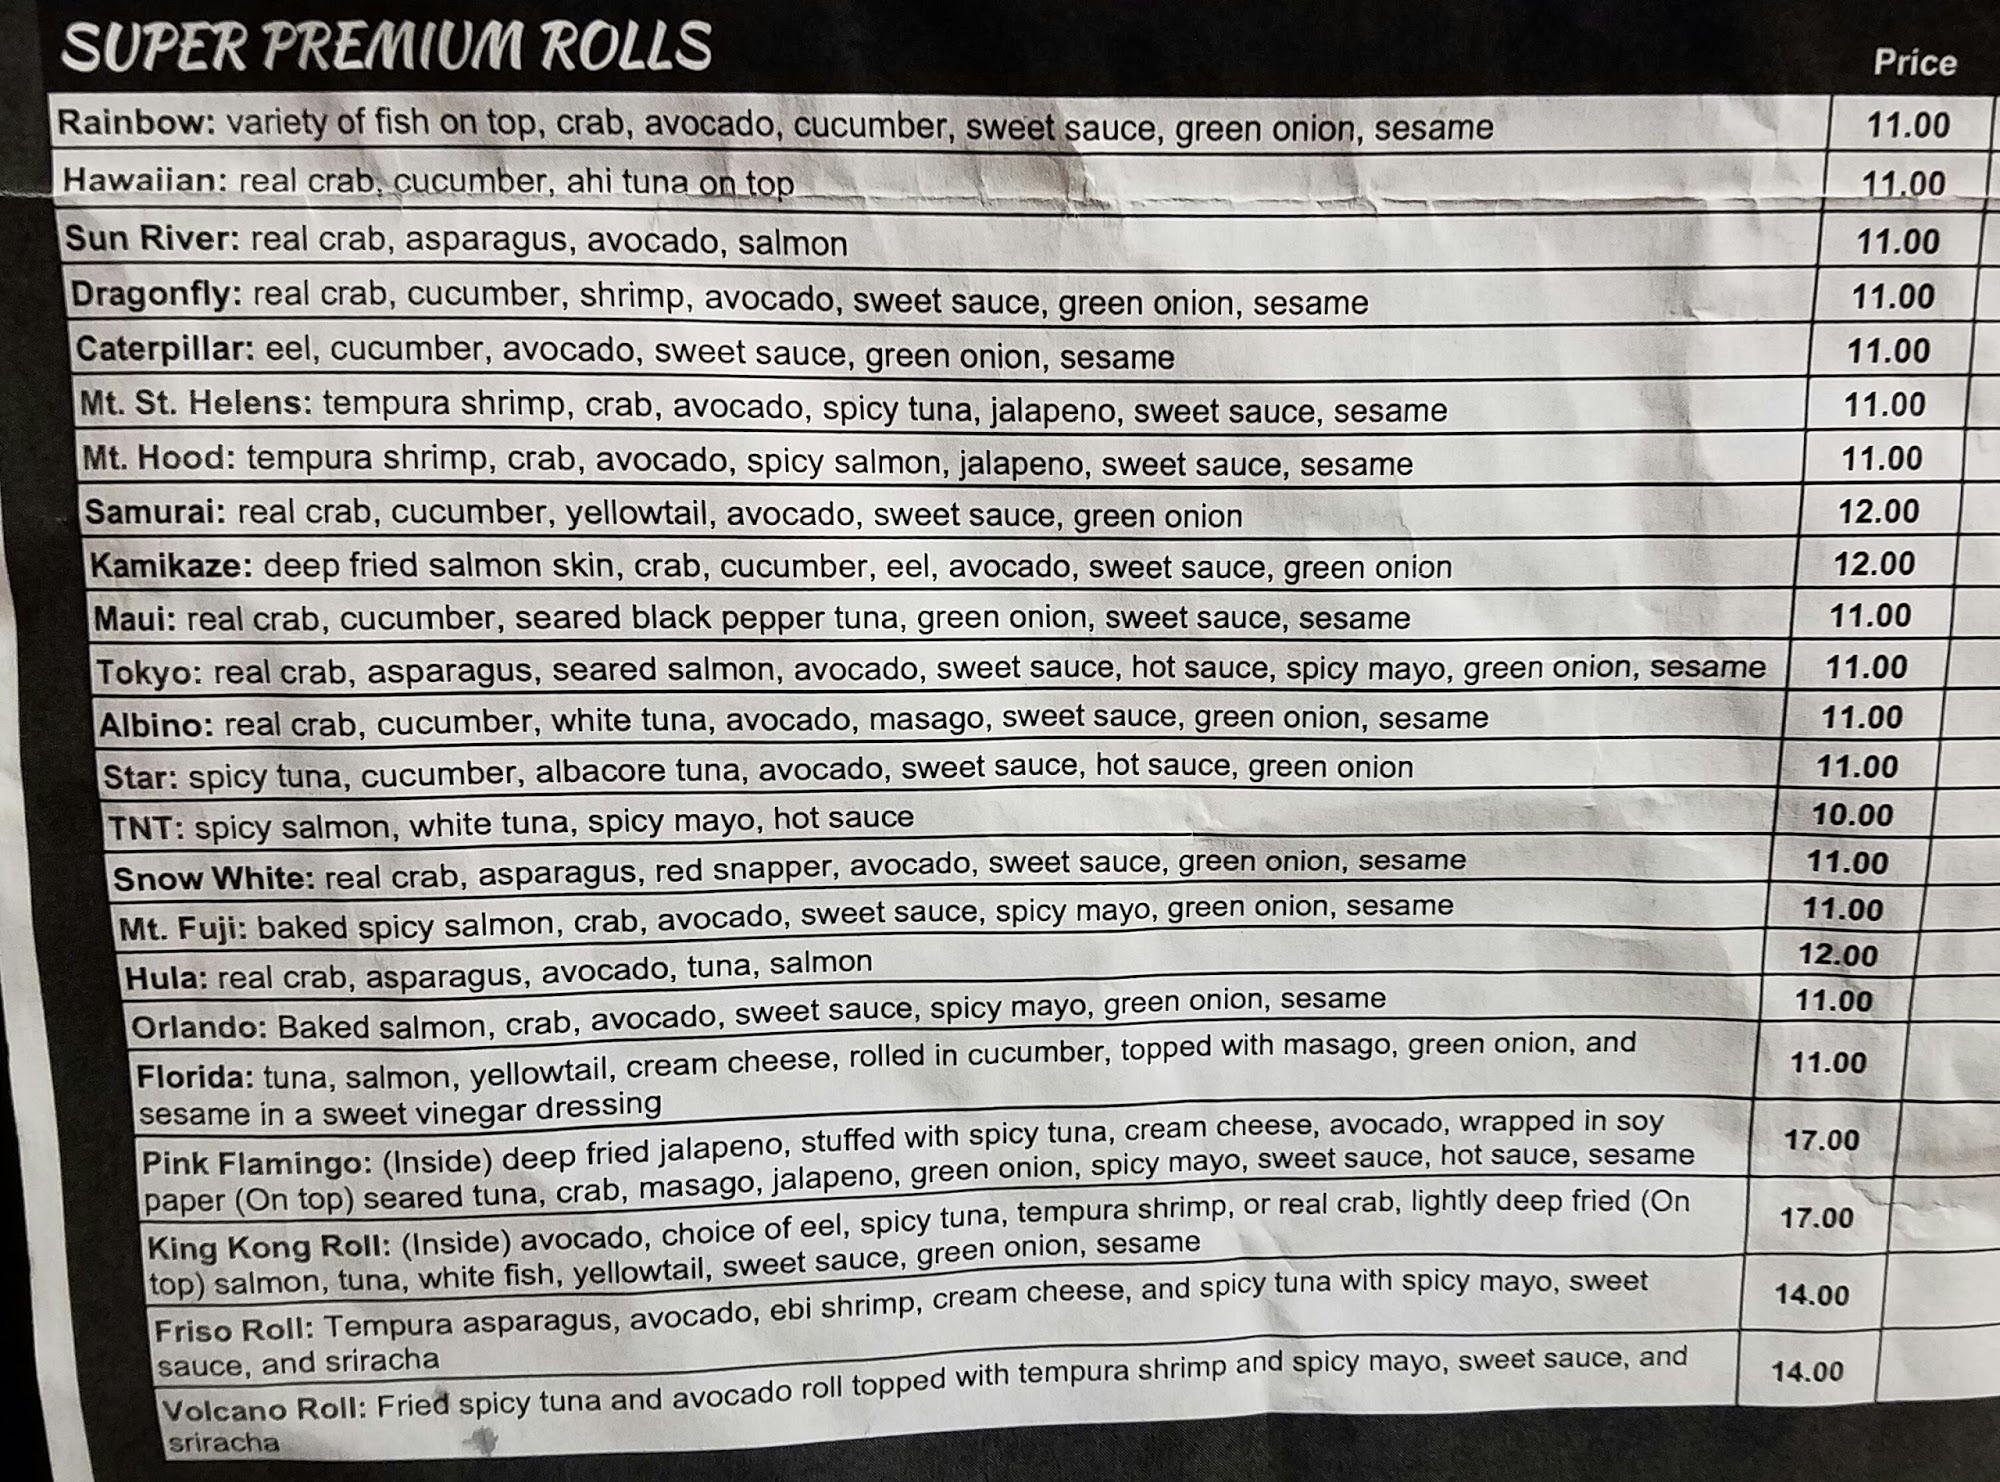 SUPER PREMIUM ROLLS Price
Rainbow: variety of fish on top, crab, avocado, cucumber, sweet sauce, green onion, sesame 11.00
Hawaiian: real crab, cucumber, ahi tuna on top 11.00
Sun River: real crab, asparagus, avocado, salmon 11.00
Dragonfly: real crab, cucumber, shrimp, avocado, sweet sauce, green onion, sesame 11.00
Caterpillar: eel, cucumber, avocado, sweet sauce, green onion, sesame 11.00
Mt. St. Helens: tempura shrimp, crab, avocado, spicy tuna, jalapeno, sweet sauce, sesame 11.00
Mt. Hood: tempura shrimp, crab, avocado, spicy salmon, jalapeno, sweet sauce, sesame 11.00
Samurai: real crab, cucumber, yellowtail, avocado, sweet sauce, green onion 12.00
Kamikaze: deep fried salmon skin, crab, cucumber, eel, avocado, sweet sauce, green onion 12.00
Maui: real crab, cucumber, seared black pepper tuna, green onion, sweet sauce, sesame 11.00
Tokyo: real crab, asparagus, seared salmon, avocado, sweet sauce, hot sauce, spicy mayo, green onion, sesame 11.00
Albino: real crab, cucumber, white tuna, avocado, masago, sweet sauce, green onion, sesame 11.00
Star: spicy tuna, cucumber, albacore tuna, avocado, sweet sauce, hot sauce, green onion 11.00
TNT: spicy salmon, white tuna, spicy mayo, hot sauce 10.00
Snow White: real crab, asparagus, red snapper, avocado, sweet sauce, green onion, sesame 11.00
Mt. Fuji: baked spicy salmon, crab, avocado, sweet sauce, spicy mayo, green onion, sesame 11.00
Hula: real crab, asparagus, avocado, tuna, salmon 12.00
Orlando: Baked salmon, crab, avocado, sweet sauce, spicy mayo, green onion, sesame 11.00
Florida: tuna, salmon, yellowtail, cream cheese, rolled in cucumber, topped with masago, green onion, and 11.00
sesame in a sweet vinegar dressing
Pink Flamingo: (Inside) deep fried jalapeno, stuffed with spicy tuna, cream cheese, avocado, wrapped in soy 17.00
paper (On top) seared tuna, crab, masago, jalapeno, green onion, spicy mayo, sweet sauce, hot sauce, sesame
King Kong Roll: (Inside) avocado, choice of eel, spicy tuna, tempura shrimp, or real crab, lightly deep fried (On 17.00
top) salmon, tuna, white fish, yellowtail, sweet sauce, green onion, sesame
Friso Roll: Tempura asparagus, avocado, ebi shrimp, cream cheese, and spicy tuna with spicy mayo, sweet 14.00
sauce, and sriracha
Volcano Roll: Fried spicy tuna and avocado roll topped with tempura shrimp and spicy mayo, sweet sauce, and 14.00
sriracha